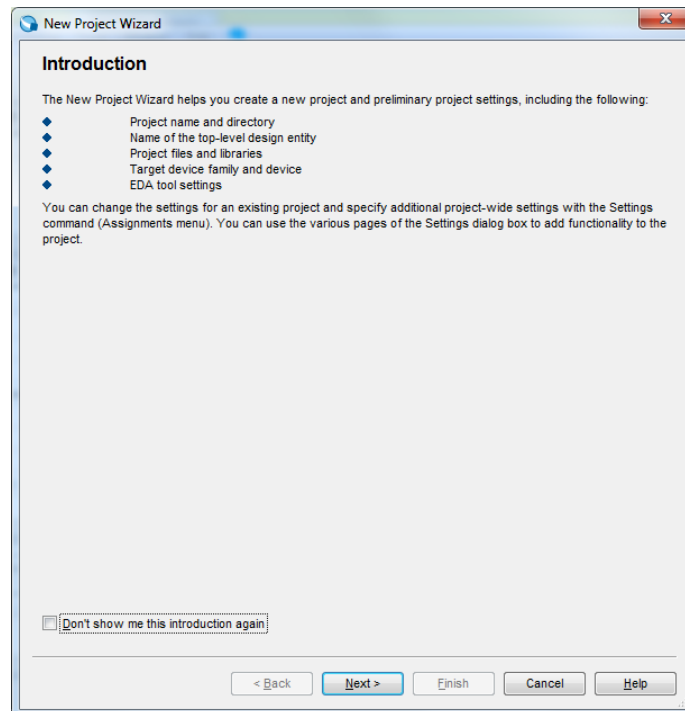 New Project Wizard
Introduction
The New Project Wizard helps you create a new project and preliminary project settings, including the following:
Project name and directory
Name of the top-level design entity
Project files and libraries
Target device family and device
EDA tool settings
You can change the settings for an existing project and specify additional project-wide settings with the Settings
command (Assignments menu). You can use the various pages of the Settings dialog box to add functionality to the
project.
Don't show me this introduction again
< Back Next > Finish Cancel Help